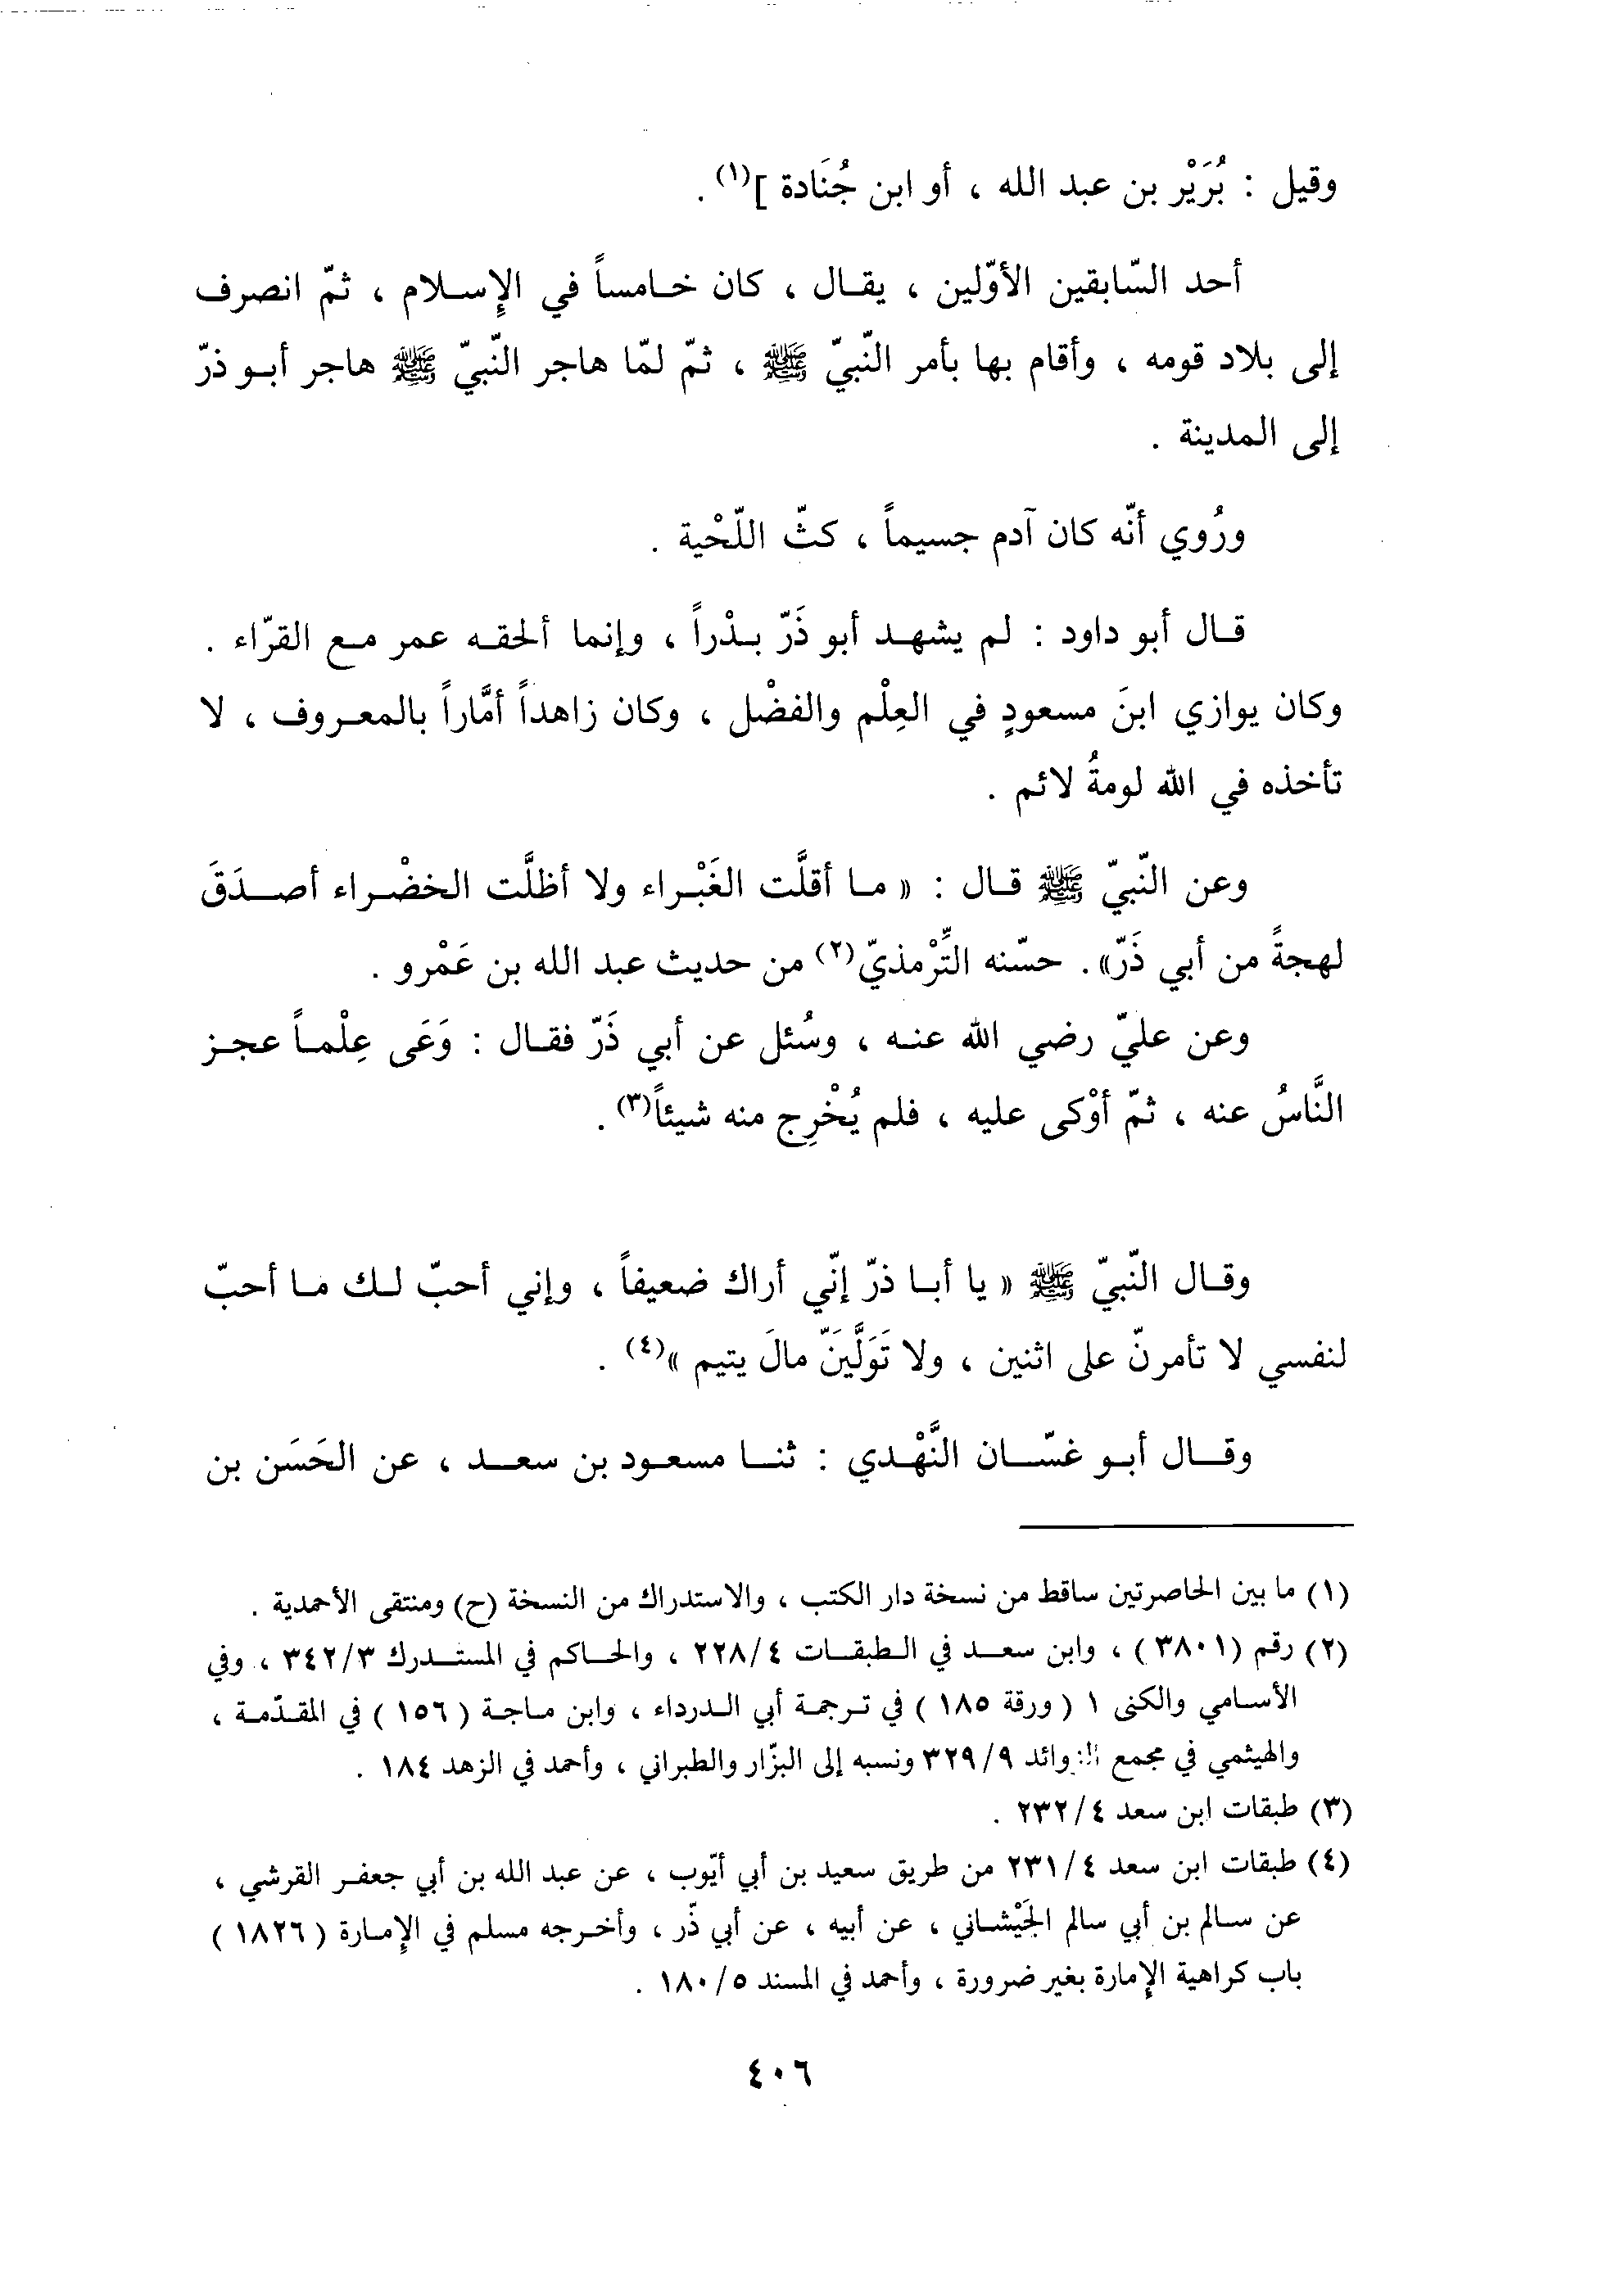 وقيل : بُرَيْر بن عبد الله ، أو ابن جُنَادة ](١) .
أحد السّابقين الأوّلين ، يقال ، كان خامساً في الإِسلام ، ثمّ انصرف
إلى بلاد قومه ، وأقام بها بأمر النّبيّ ﷺ ، ثمّ لمّا هاجر النّبيّ ﷺ هاجر أبو ذرّ
إلى المدينة .
ورُوي أنّه كان آدم جسيماً ، كثّ اللّحْية .
قال أبو داود : لم يشهد أبو ذَرّ بدْراً ، وإنما ألحقه عمر مع القرّاء .
وكان يوازي ابنَ مسعودٍ في العِلْم والفضْل ، وكان زاهداً أمَّاراً بالمعروف ، لا
تأخذه في الله لومةُ لائم .
وعن النّبيّ ﷺ قال : « ما أقلَّت الغَبْراء ولا أظلَّت الخضْراء أصدَقَ
لهجةً من أبي ذَرّ» . حسّنه التِّرْمذيّ(٢) من حديث عبد الله بن عَمْرو .
وعن عليّ رضي الله عنه ، وسُئل عن أبي ذَرّ فقال : وَعَى عِلْماً عجز
النَّاسُ عنه ، ثمّ أوْكى عليه ، فلم يُخْرِج منه شيئاً(٣) .
وقال النّبيّ ﷺ « يا أبا ذرّ إنّي أراك ضعيفاً ، وإني أحبّ لك ما أحبّ
لنفسي لا تأمرنّ على اثنين ، ولا تَوَلَّيَنّ مالَ يتيم »(٤) .
وقال أبو غسّان النَّهْدي : ثنا مسعود بن سعد ، عن الحَسَن بن
(١) ما بين الحاصرتين ساقط من نسخة دار الكتب ، والاستدراك من النسخة (ح) ومنتقى الأحمدية .
(٢) رقم (٣٨٠١) ، وابن سعد في الطبقات ٢٢٨/٤ ، والحاكم في المستدرك ٣٤٢/٣ ، وفي
الأسامي والكنى ١ ( ورقة ١٨٥ ) في ترجمة أبي الدرداء ، وابن ماجة ( ١٥٦ ) في المقدّمة ،
والهيثمي في مجمع الزوائد ٣٢٩/٩ ونسبه إلى البزّار والطبراني ، وأحمد في الزهد ١٨٤ .
(٣) طبقات ابن سعد ٢٣٢/٤ .
(٤) طبقات ابن سعد ٢٣١/٤ من طريق سعيد بن أبي أيّوب ، عن عبد الله بن أبي جعفر القرشي ،
عن سالم بن أبي سالم الجَيْشاني ، عن أبيه ، عن أبي ذّر ، وأخرجه مسلم في الإِمارة ( ١٨٢٦ )
باب كراهية الإِمارة بغير ضرورة ، وأحمد في المسند ١٨٠/٥ .
٤٠٦